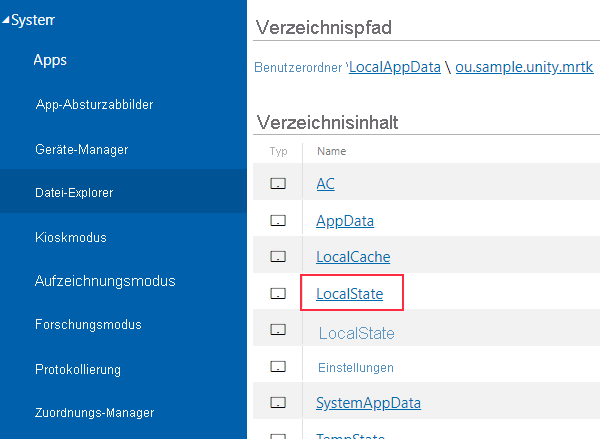 Systerr
Apps
App-Absturzabbilder
Geräte-Manager
Datei-Explorer
Kioskmodus
Aufzeichnungsmodus
Forschungsmodus
Protokollierung
Zuordnungs-Manager
Verzeichnispfad
Benutzerordner \LocalAppData \ ou.sample.unity.mrtk
Verzeichnisinhalt
Typ Name
AC
AppData
LocalCache
LocalState
LocalState
Einstellungen
SystemAppData
TempState